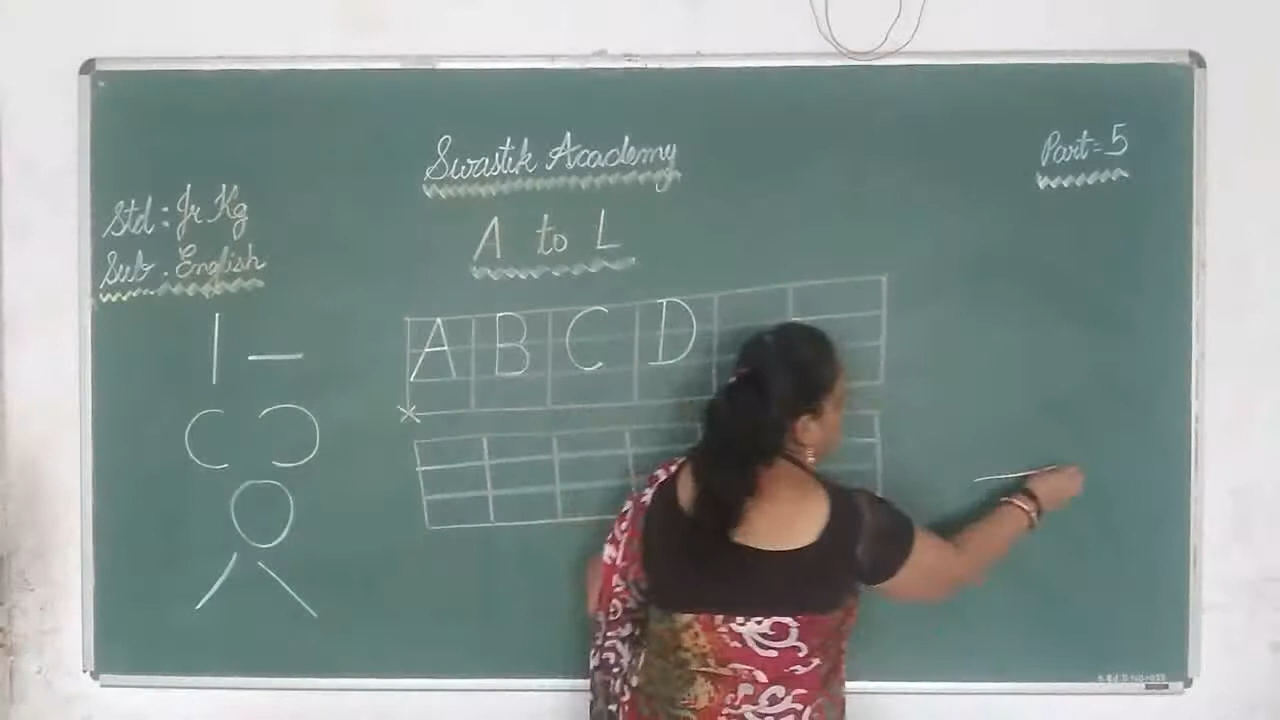 Swastik Academy
Part = 5
Std : Jr Kg
Sub . English
A to L
A B C D